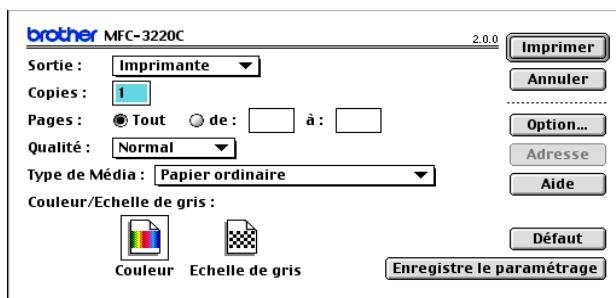 brother MFC-3220C 2.0.0 Imprimer
Sortie : Imprimante
Annuler
Copies : 1
Pages : Tout de : à : Option...
Qualité : Normal Adresse
Type de Média : Papier ordinaire Aide
Couleur/Echelle de gris :
Défaut
Couleur Echelle de gris Enregistre le paramétrage